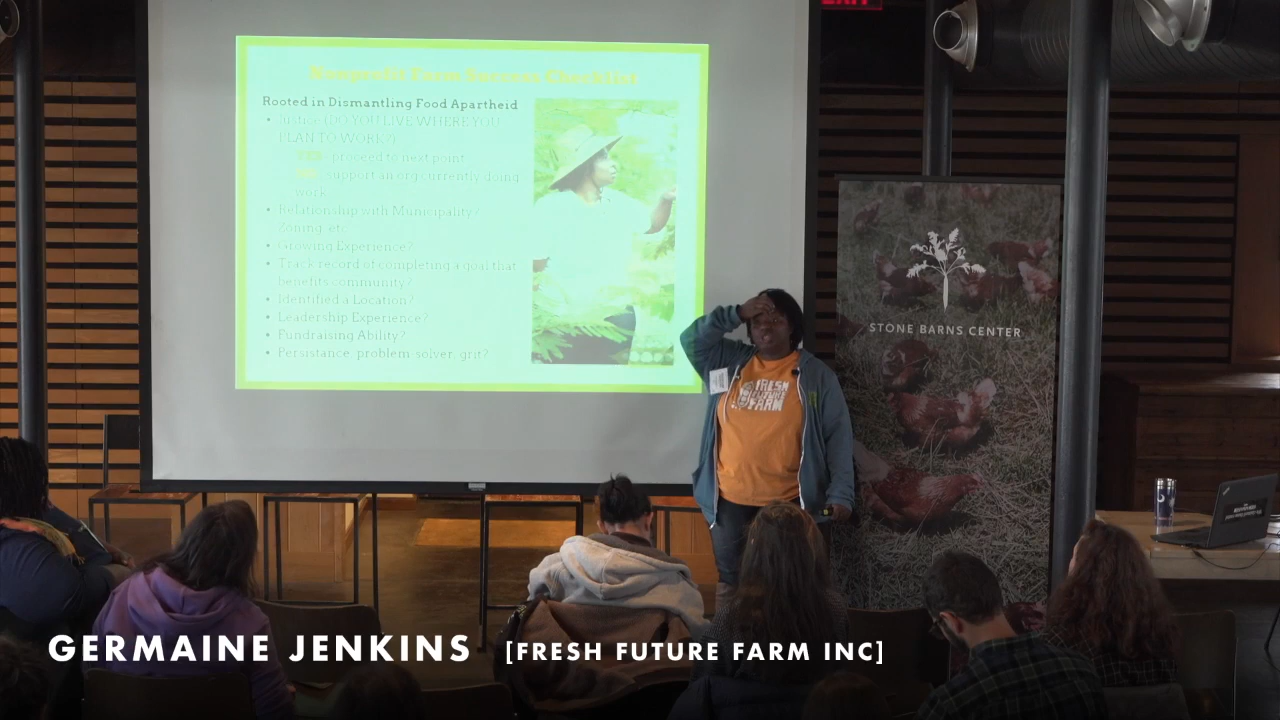 EXIT
Nonprofit Farm Success Checklist
Rooted in Dismantling Food Apartheid
• Justice (DO YOU LIVE WHERE YOU
PLAN TO WORK?)
YES proceed to next point
support an org currently doing
work
• Relationship with Municipality?
Zoning, etc
• Growing Experience?
• Track record of completing a goal that
benefits community?
• Identified a Location?
• Leadership Experience?
• Fundraising Ability?
• Persistance, problem-solver, grit?
STONE BARNS CENTER
FRESH
FUTURE
FARM
GERMAINE JENKINS [FRESH FUTURE FARM INC]